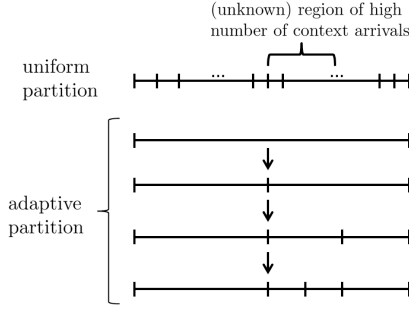 (unknown) region of high
number of context arrivals
uniform
partition
...
...
adaptive
partition